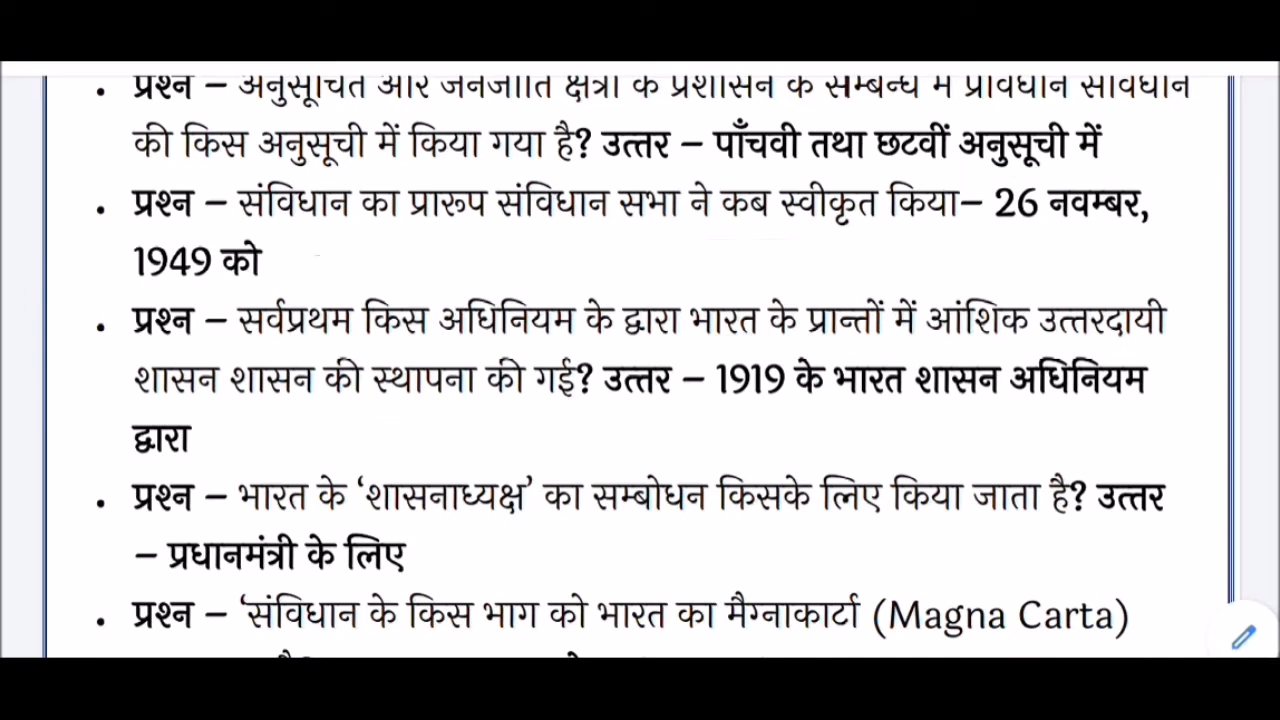 • प्रश्न – अनुसूचित और जनजाति क्षेत्रों के प्रशासन के सम्बन्ध में प्रावधान संविधान
की किस अनुसूची में किया गया है? उत्तर – पाँचवी तथा छटवीं अनुसूची में
• प्रश्न – संविधान का प्रारूप संविधान सभा ने कब स्वीकृत किया– 26 नवम्बर,
1949 को
• प्रश्न – सर्वप्रथम किस अधिनियम के द्वारा भारत के प्रान्तों में आंशिक उत्तरदायी
शासन शासन की स्थापना की गई? उत्तर – 1919 के भारत शासन अधिनियम
द्वारा
• प्रश्न – भारत के ‘शासनाध्यक्ष’ का सम्बोधन किसके लिए किया जाता है? उत्तर
– प्रधानमंत्री के लिए
• प्रश्न – ‘संविधान के किस भाग को भारत का मैग्नाकार्टा (Magna Carta)